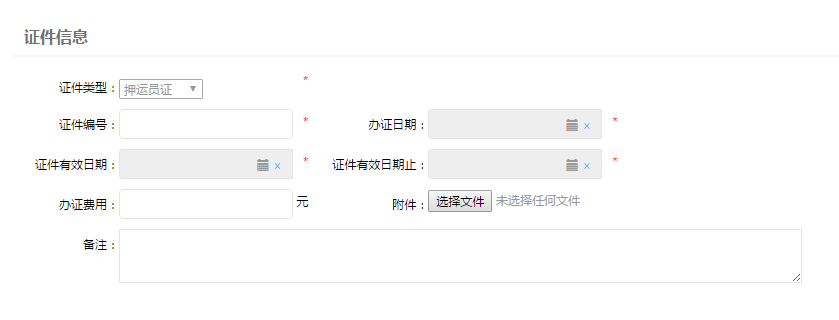 证件信息
证件类型： 押运员证 *
证件编号： * 办证日期： × *
证件有效日期： × * 证件有效日期止： × *
办证费用： 元 附件： 选择文件 未选择任何文件
备注：